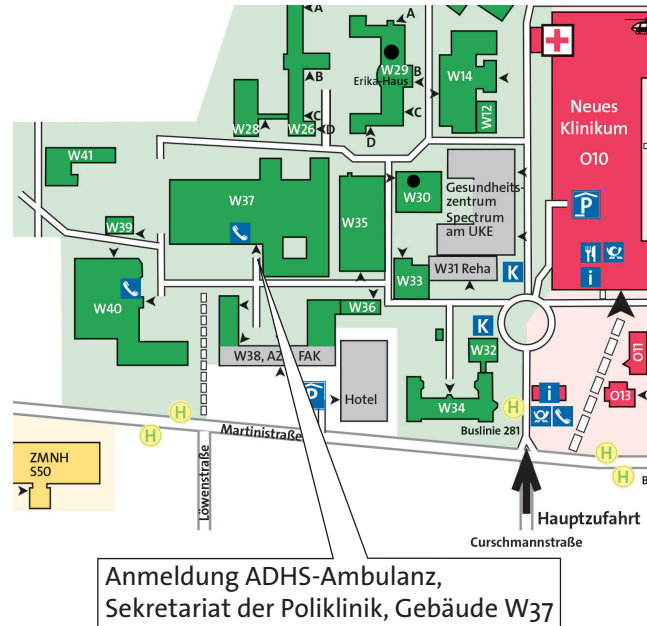 A
A
W29
B
Erika-Haus
W14
B
C
C
W12
W28
W26
D
D
Neues
Klinikum
O10
W41
W37
W35
W30
Gesundheits-
zentrum
Spectrum
am UKE
P
W39
W31 Reha
K
i
W33
W40
W36
K
W38, AZ FAK
W32
O11
P
Hotel
W34
H
i
O13
H
H
Martinistraße
Buslinie 281
H
H
B
ZMNH
S50
Löwenstraße
Hauptzufahrt
Curschmannstraße
Anmeldung ADHS-Ambulanz,
Sekretariat der Poliklinik, Gebäude W37